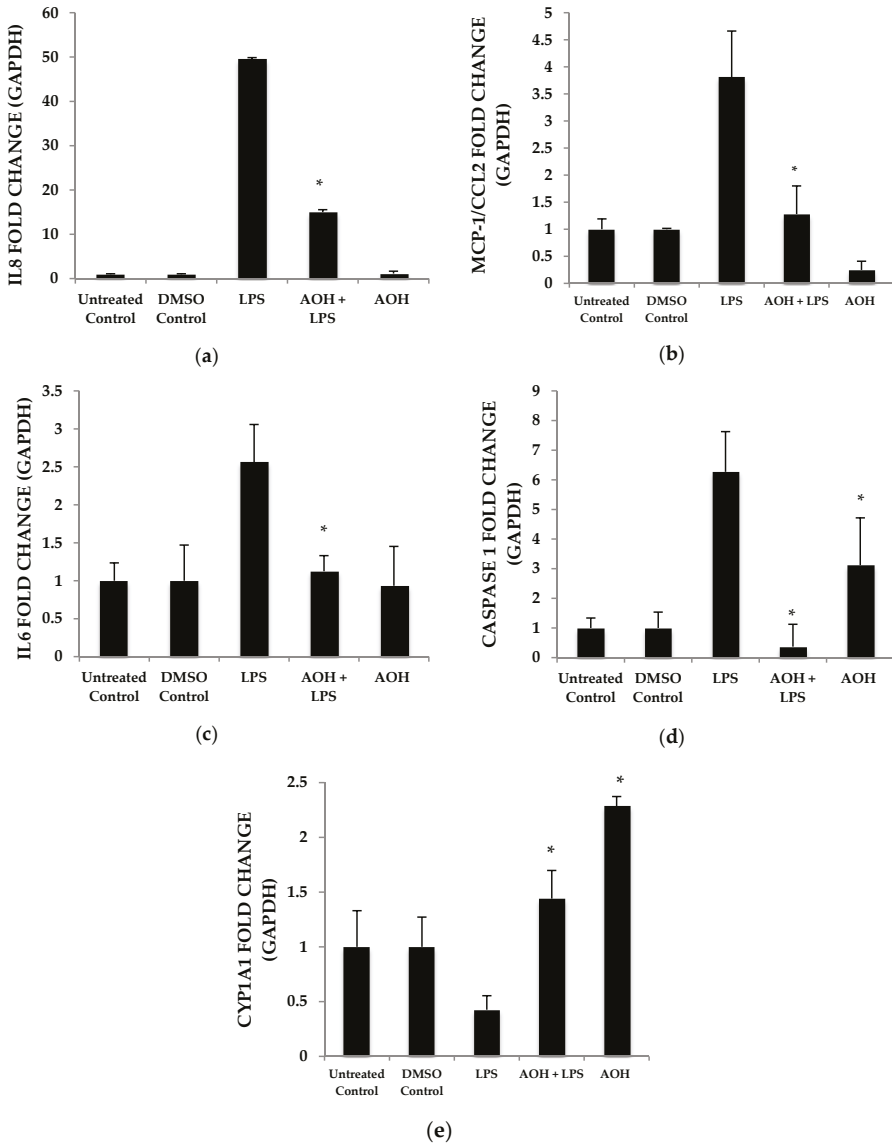 IL8 FOLD CHANGE (GAPDH)
60
50
40
30
20
10
0
*
Untreated Control
DMSO Control
LPS
AOH + LPS
AOH
(a)
MCP-1/CCL2 FOLD CHANGE (GAPDH)
5
4.5
4
3.5
3
2.5
2
1.5
1
0.5
0
*
Untreated Control
DMSO Control
LPS
AOH + LPS
AOH
(b)
IL6 FOLD CHANGE (GAPDH)
3.5
3
2.5
2
1.5
1
0.5
0
*
Untreated Control
DMSO Control
LPS
AOH + LPS
AOH
(c)
CASPASE 1 FOLD CHANGE (GAPDH)
9
8
7
6
5
4
3
2
1
0
*
*
Untreated Control
DMSO Control
LPS
AOH + LPS
AOH
(d)
CYP1A1 FOLD CHANGE (GAPDH)
2.5
2
1.5
1
0.5
0
*
*
Untreated Control
DMSO Control
LPS
AOH + LPS
AOH
(e)